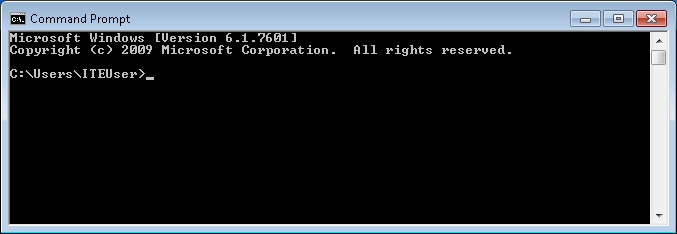 Command Prompt
Microsoft Windows [Version 6.1.7601]
Copyright (c) 2009 Microsoft Corporation.  All rights reserved.
C:\Users\ITEUser>_